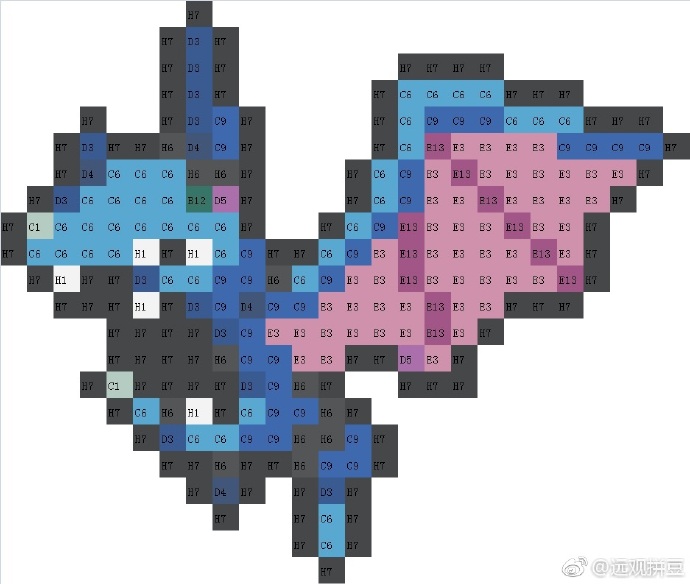 H7
H7 D3 H7
H7 D3 H7 H7 H7 H7 H7
H7 D3 H7 H7 C6 C6 C6 C6 H7 H7 H7
H7 H7 D3 C9 H7 H7 C6 C9 C9 C9 C6 C6 C6 H7 H7 H7
H7 D3 H7 H7 H6 D4 C9 H7 H7 C6 E13 E3 E3 E3 E3 C9 C9 C9 C9 H7
H7 D4 C6 C6 C6 H6 H6 H7 H7 C6 C9 E3 E13 E3 E3 E3 E3 E3 E3 H7
H7 D3 C6 C6 C6 C6 B12 D5 H7 H7 C6 C9 E3 E3 E13 E3 E3 E3 E3 H7
H7 C1 C6 C6 C6 C6 C6 C6 C6 H7 H7 C6 C9 E13 E3 E3 E3 E13 E3 E3 H7
H7 C6 C6 C6 C6 H1 H7 H1 C6 C9 H7 H7 C6 C9 E3 E13 E3 E3 E3 E3 E13 E3 H7
H7 H1 H7 H7 D3 C6 C6 C9 C9 H6 C6 C9 E3 E3 E13 E3 E3 E3 E3 E3 E13 H7
H7 H7 H7 H1 H7 D3 C9 D4 C9 C9 E3 E3 E3 E3 E13 E3 E3 H7 H7 H7
H7 H7 H7 H7 D3 C9 E3 E3 E3 E3 E3 E3 E13 E3 H7
H7 H7 H7 H7 H6 C9 C9 E3 E3 H7 H7 D5 E3 H7
H7 C1 H7 H7 H7 H7 D3 C9 H6 H7 H7 H7 H7
H7 C6 H6 H1 H7 C6 C9 C9 H6 H7
H7 D3 C6 C6 C9 C9 H6 H6 C9 H7
H7 H7 H6 H7 H7 H6 C9 C9 H7
H7 D4 H7 H7 D3 H7
H7 H7 C6 H7
H7 C6 H7
H7
@远观拼豆